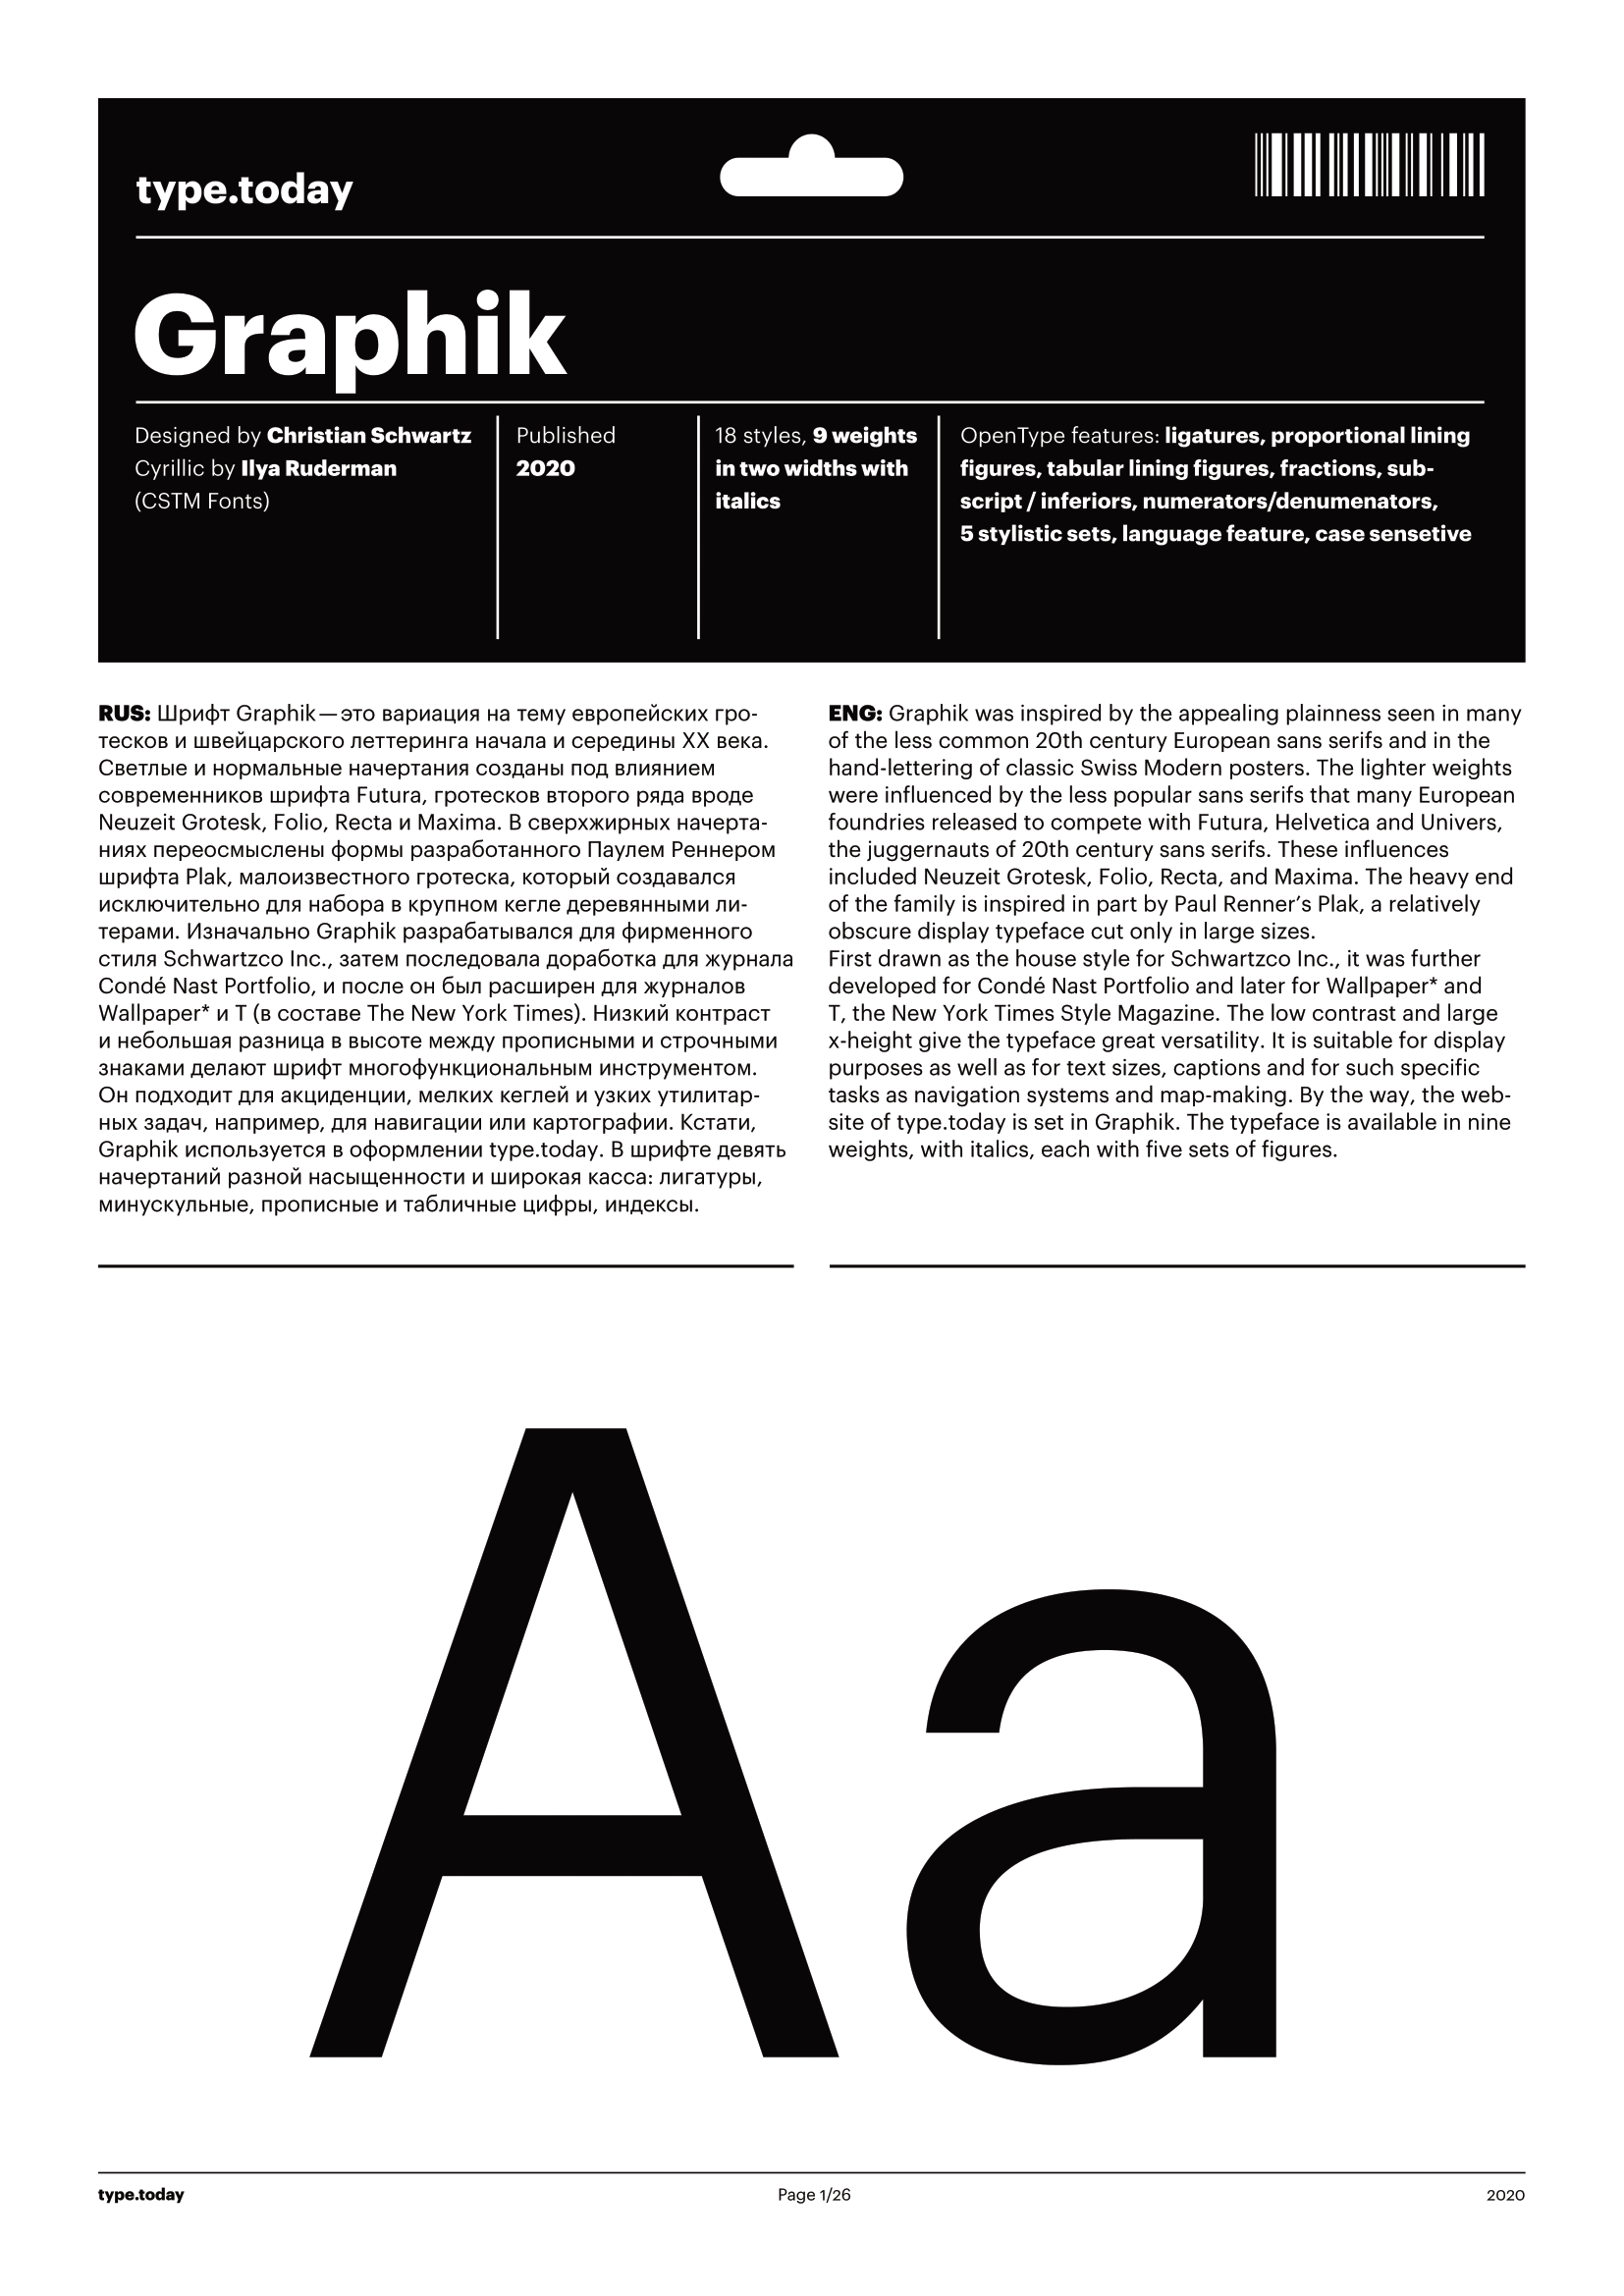 type.today
Graphik
Designed by Christian Schwartz
Cyrillic by Ilya Ruderman
(CSTM Fonts)
Published
2020
18 styles, 9 weights
in two widths with
italics
OpenType features: ligatures, proportional lining
figures, tabular lining figures, fractions, sub-
script / inferiors, numerators/denumenators,
5 stylistic sets, language feature, case sensetive
RUS: Шрифт Graphik — это вариация на тему европейских гро-
тесков и швейцарского леттеринга начала и середины XX века.
Светлые и нормальные начертания созданы под влиянием
современников шрифта Futura, гротесков второго ряда вроде
Neuzeit Grotesk, Folio, Recta и Maxima. В сверхжирных начерта-
ниях переосмыслены формы разработанного Паулем Реннером
шрифта Plak, малоизвестного гротеска, который создавался
исключительно для набора в крупном кегле деревянными ли-
терами. Изначально Graphik разрабатывался для фирменного
стиля Schwartzco Inc., затем последовала доработка для журнала
Condé Nast Portfolio, и после он был расширен для журналов
Wallpaper* и T (в составе The New York Times). Низкий контраст
и небольшая разница в высоте между прописными и строчными
знаками делают шрифт многофункциональным инструментом.
Он подходит для акциденции, мелких кеглей и узких утилитар-
ных задач, например, для навигации или картографии. Кстати,
Graphik используется в оформлении type.today. В шрифте девять
начертаний разной насыщенности и широкая касса: лигатуры,
минускульные, прописные и табличные цифры, индексы.
ENG: Graphik was inspired by the appealing plainness seen in many
of the less common 20th century European sans serifs and in the
hand-lettering of classic Swiss Modern posters. The lighter weights
were influenced by the less popular sans serifs that many European
foundries released to compete with Futura, Helvetica and Univers,
the juggernauts of 20th century sans serifs. These influences
included Neuzeit Grotesk, Folio, Recta, and Maxima. The heavy end
of the family is inspired in part by Paul Renner’s Plak, a relatively
obscure display typeface cut only in large sizes.
First drawn as the house style for Schwartzco Inc., it was further
developed for Condé Nast Portfolio and later for Wallpaper* and
T, the New York Times Style Magazine. The low contrast and large
x-height give the typeface great versatility. It is suitable for display
purposes as well as for text sizes, captions and for such specific
tasks as navigation systems and map-making. By the way, the web-
site of type.today is set in Graphik. The typeface is available in nine
weights, with italics, each with five sets of figures.
Aa
type.today
Page 1/26
2020